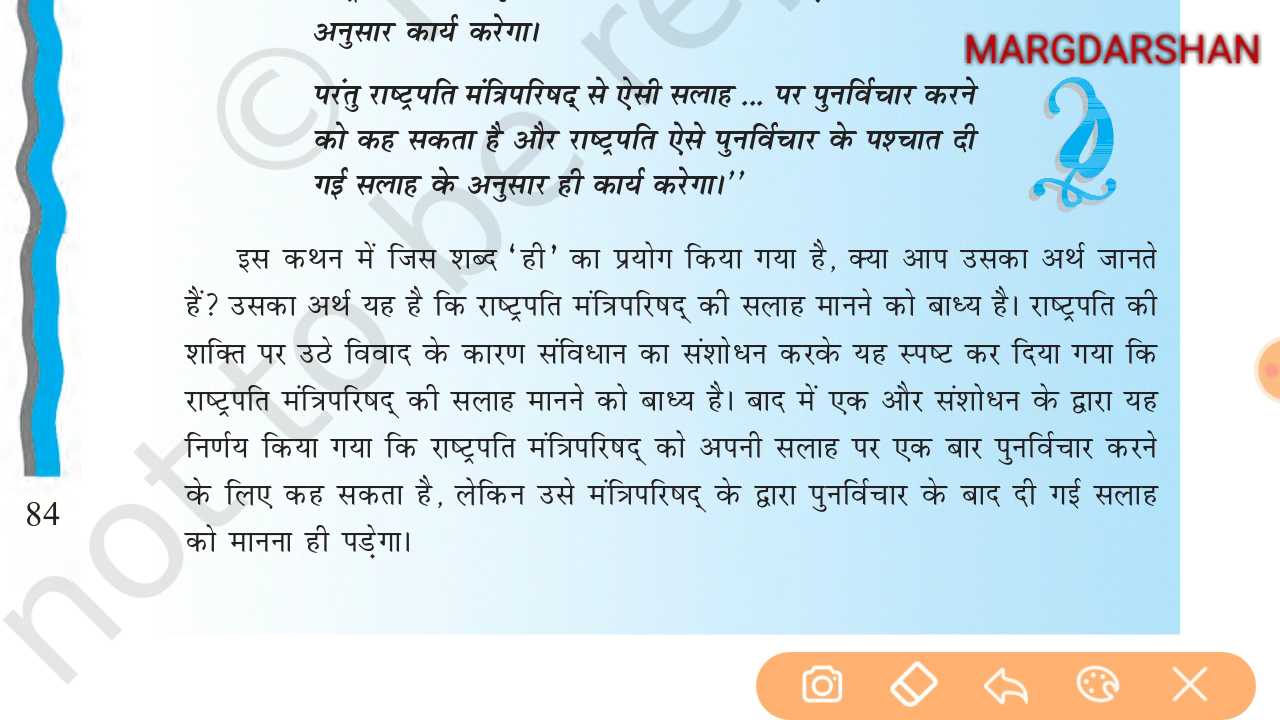 अनुसार कार्य करेगा।
MARGDARSHAN
परंतु राष्ट्रपति मंत्रिपरिषद् से ऐसी सलाह ... पर पुनर्विचार करने
को कह सकता है और राष्ट्रपति ऐसे पुनर्विचार के पश्चात दी
गई सलाह के अनुसार ही कार्य करेगा।’’
इस कथन में जिस शब्द ‘ही’ का प्रयोग किया गया है, क्या आप उसका अर्थ जानते
हैं? उसका अर्थ यह है कि राष्ट्रपति मंत्रिपरिषद् की सलाह मानने को बाध्य है। राष्ट्रपति की
शक्ति पर उठे विवाद के कारण संविधान का संशोधन करके यह स्पष्ट कर दिया गया कि
राष्ट्रपति मंत्रिपरिषद् की सलाह मानने को बाध्य है। बाद में एक और संशोधन के द्वारा यह
निर्णय किया गया कि राष्ट्रपति मंत्रिपरिषद् को अपनी सलाह पर एक बार पुनर्विचार करने
के लिए कह सकता है, लेकिन उसे मंत्रिपरिषद् के द्वारा पुनर्विचार के बाद दी गई सलाह
को मानना ही पड़ेगा।
84
©
not to be re